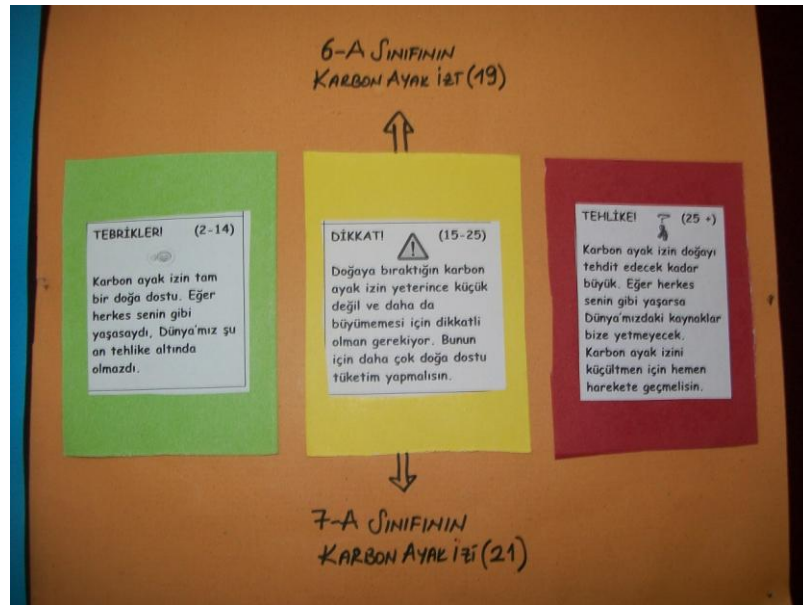 6-A SINIFININ
KARBON AYAK İZİ (19)
TEBRİKLER! (2-14)
Karbon ayak izin tam
bir doğa dostu. Eğer
herkes senin gibi
yaşasaydı, Dünya'mız şu
an tehlike altında
olmazdı.
DİKKAT! (15-25)
Doğaya bıraktığın karbon
ayak izin yeterince küçük
değil ve daha da
büyümemesi için dikkatli
olman gerekiyor. Bunun
için daha çok doğa dostu
tüketim yapmalısın.
TEHLİKE! (25 +)
Karbon ayak izin doğayı
tehdit edecek kadar
büyük. Eğer herkes
senin gibi yaşarsa
Dünya'mızdaki kaynaklar
bize yetmeyecek.
Karbon ayak izini
küçültmen için hemen
harekete geçmelisin.
7-A SINIFININ
KARBON AYAK İZİ (21)